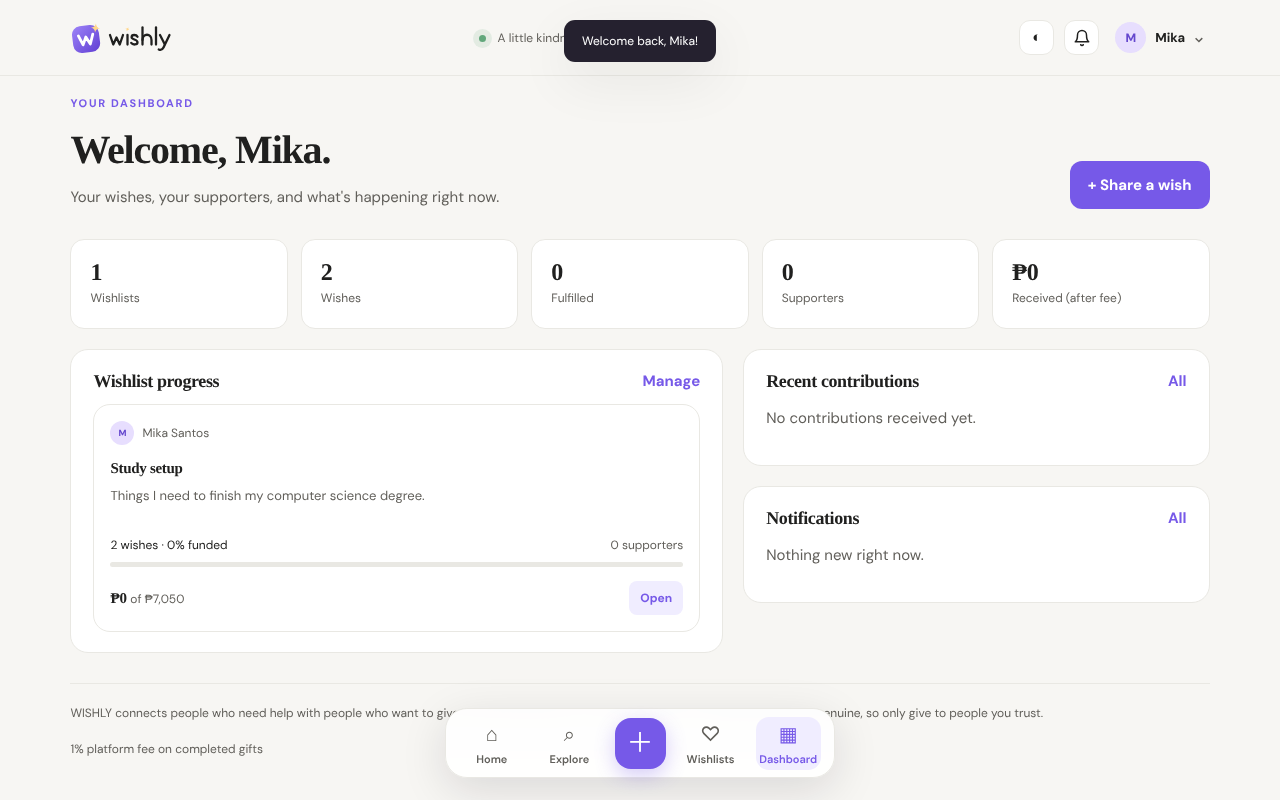 wishly
A little kindr
Welcome back, Mika!
M Mika
YOUR DASHBOARD
Welcome, Mika.
Your wishes, your supporters, and what's happening right now.
+ Share a wish
1
Wishlists
2
Wishes
0
Fulfilled
0
Supporters
₱0
Received (after fee)
Wishlist progress
Manage
M Mika Santos
Study setup
Things I need to finish my computer science degree.
2 wishes · 0% funded
0 supporters
₱0 of ₱7,050
Open
Recent contributions
All
No contributions received yet.
Notifications
All
Nothing new right now.
WISHLY connects people who need help with people who want to giv enuine, so only give to people you trust.
1% platform fee on completed gifts
Home
Explore
Wishlists
Dashboard